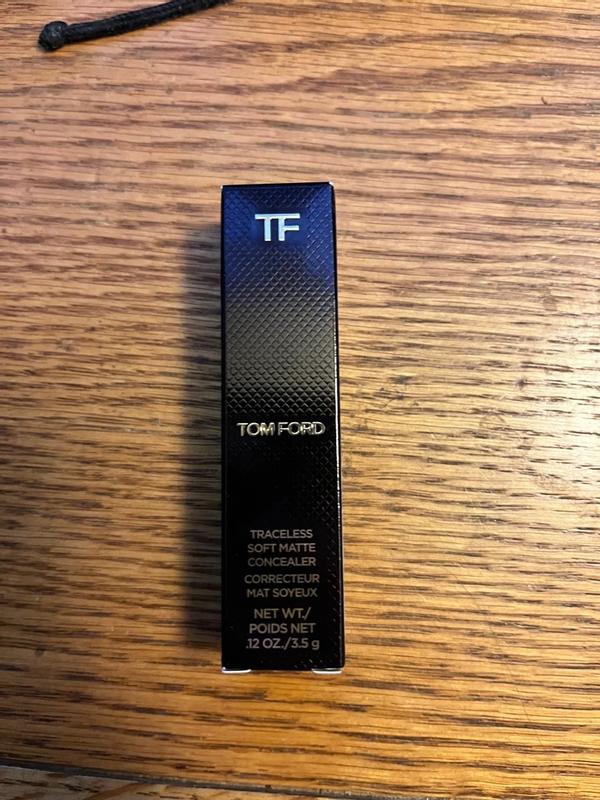 TF
TOM FORD
TRACELESS
SOFT MATTE
CONCEALER
CORRECTEUR
MAT SOYEUX
NET WT./
POIDS NET
.12 OZ./3.5 g